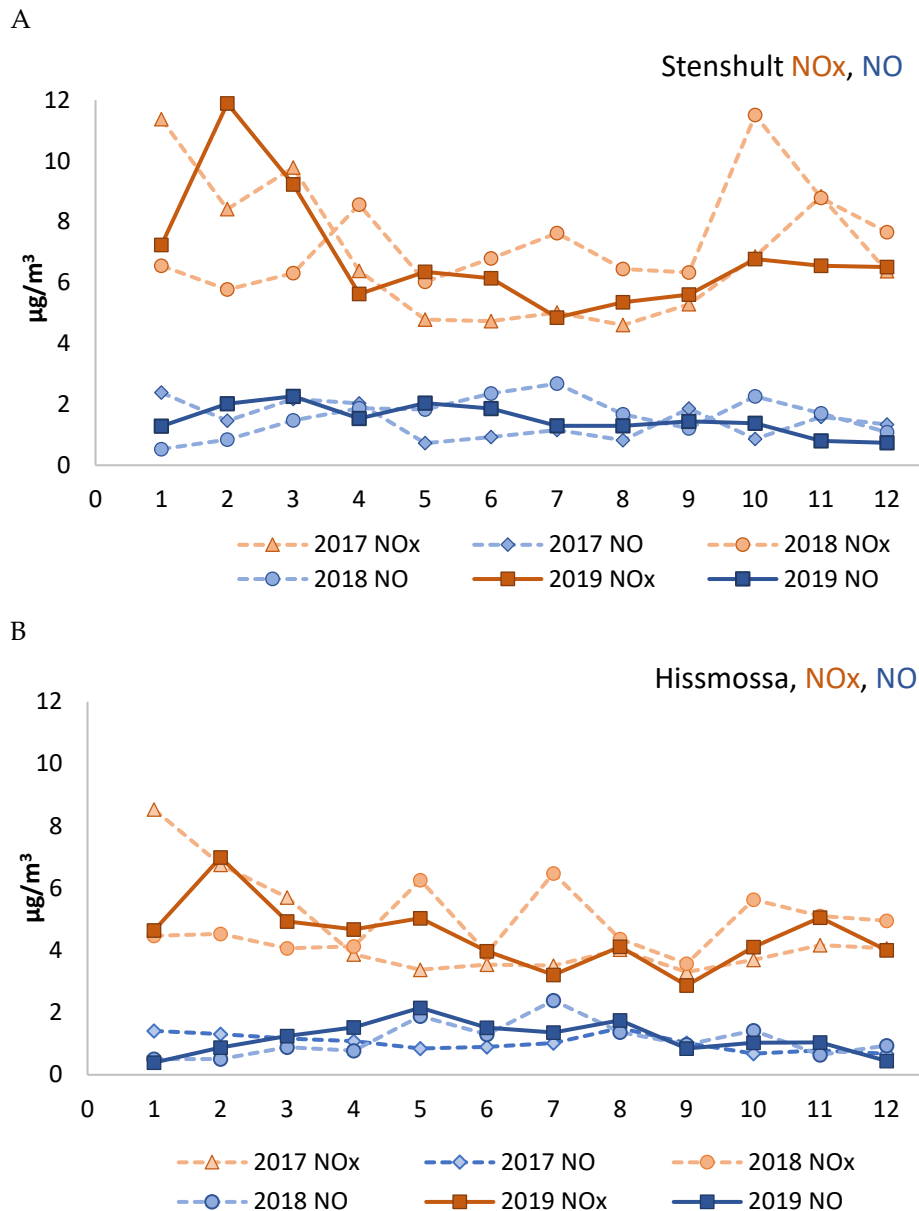 A
Stenshult NOx, NO
µg/m³
12
10
8
6
4
2
0
0 1 2 3 4 5 6 7 8 9 10 11 12
2017 NOx 2017 NO 2018 NOx
2018 NO 2019 NOx 2019 NO
B
Hissmossa, NOx, NO
µg/m³
12
10
8
6
4
2
0
0 1 2 3 4 5 6 7 8 9 10 11 12
2017 NOx 2017 NO 2018 NOx
2018 NO 2019 NOx 2019 NO